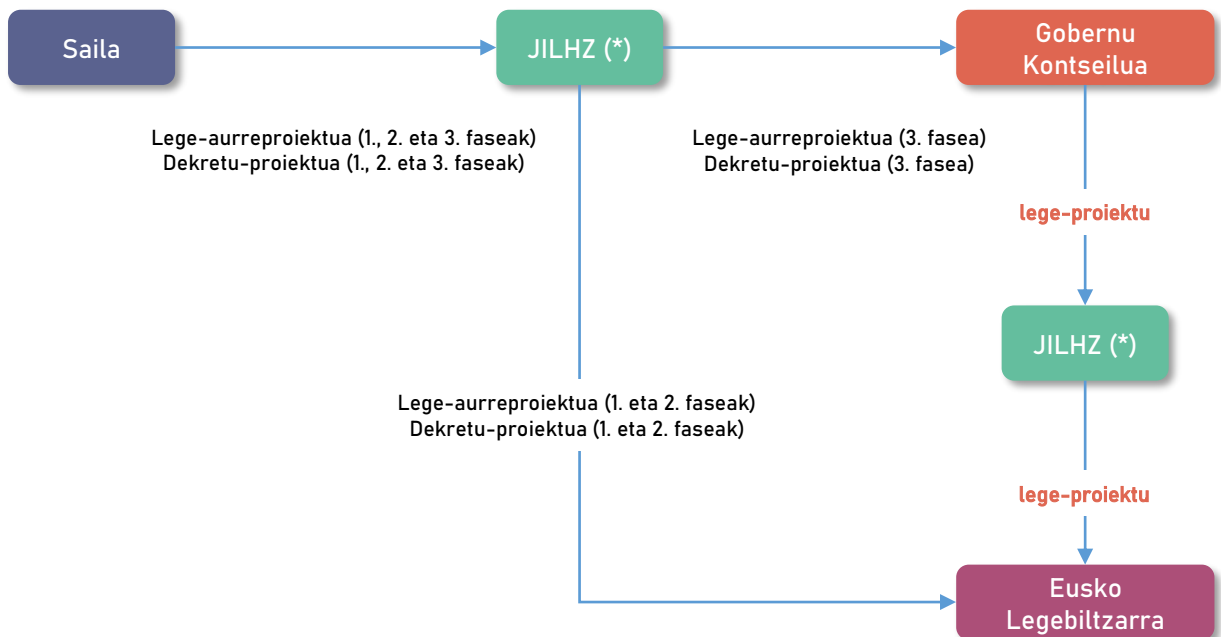 Saila
JILHZ (*)
Gobernu
Kontseilua
Lege-aurreproiektua (1., 2. eta 3. faseak)
Dekretu-proiektua (1., 2. eta 3. faseak)
Lege-aurreproiektua (3. fasea)
Dekretu-proiektua (3. fasea)
lege-proiektu
JILHZ (*)
Lege-aurreproiektua (1. eta 2. faseak)
Dekretu-proiektua (1. eta 2. faseak)
lege-proiektu
Eusko
Legebiltzarra